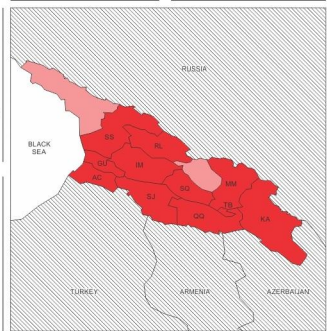 RUSSIA
BLACK
SEA
SS
RL
GU
IM
AC
SJ
SQ
MM
TB
QQ
KA
TURKEY
ARMENIA
AZERBAIJAN